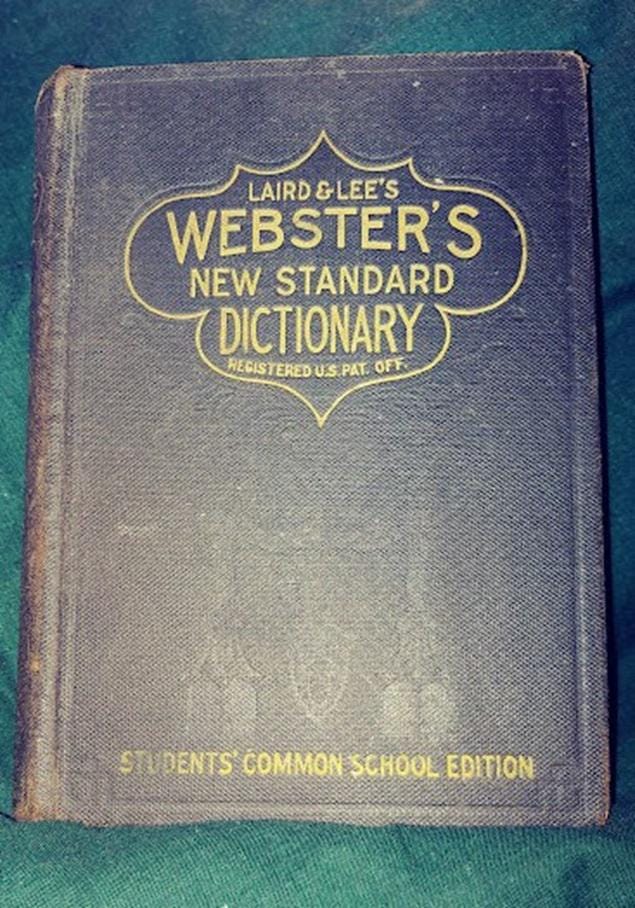 LAIRD & LEE'S
WEBSTER'S
NEW STANDARD
DICTIONARY
REGISTERED U.S. PAT. OFF.
STUDENTS' COMMON SCHOOL EDITION